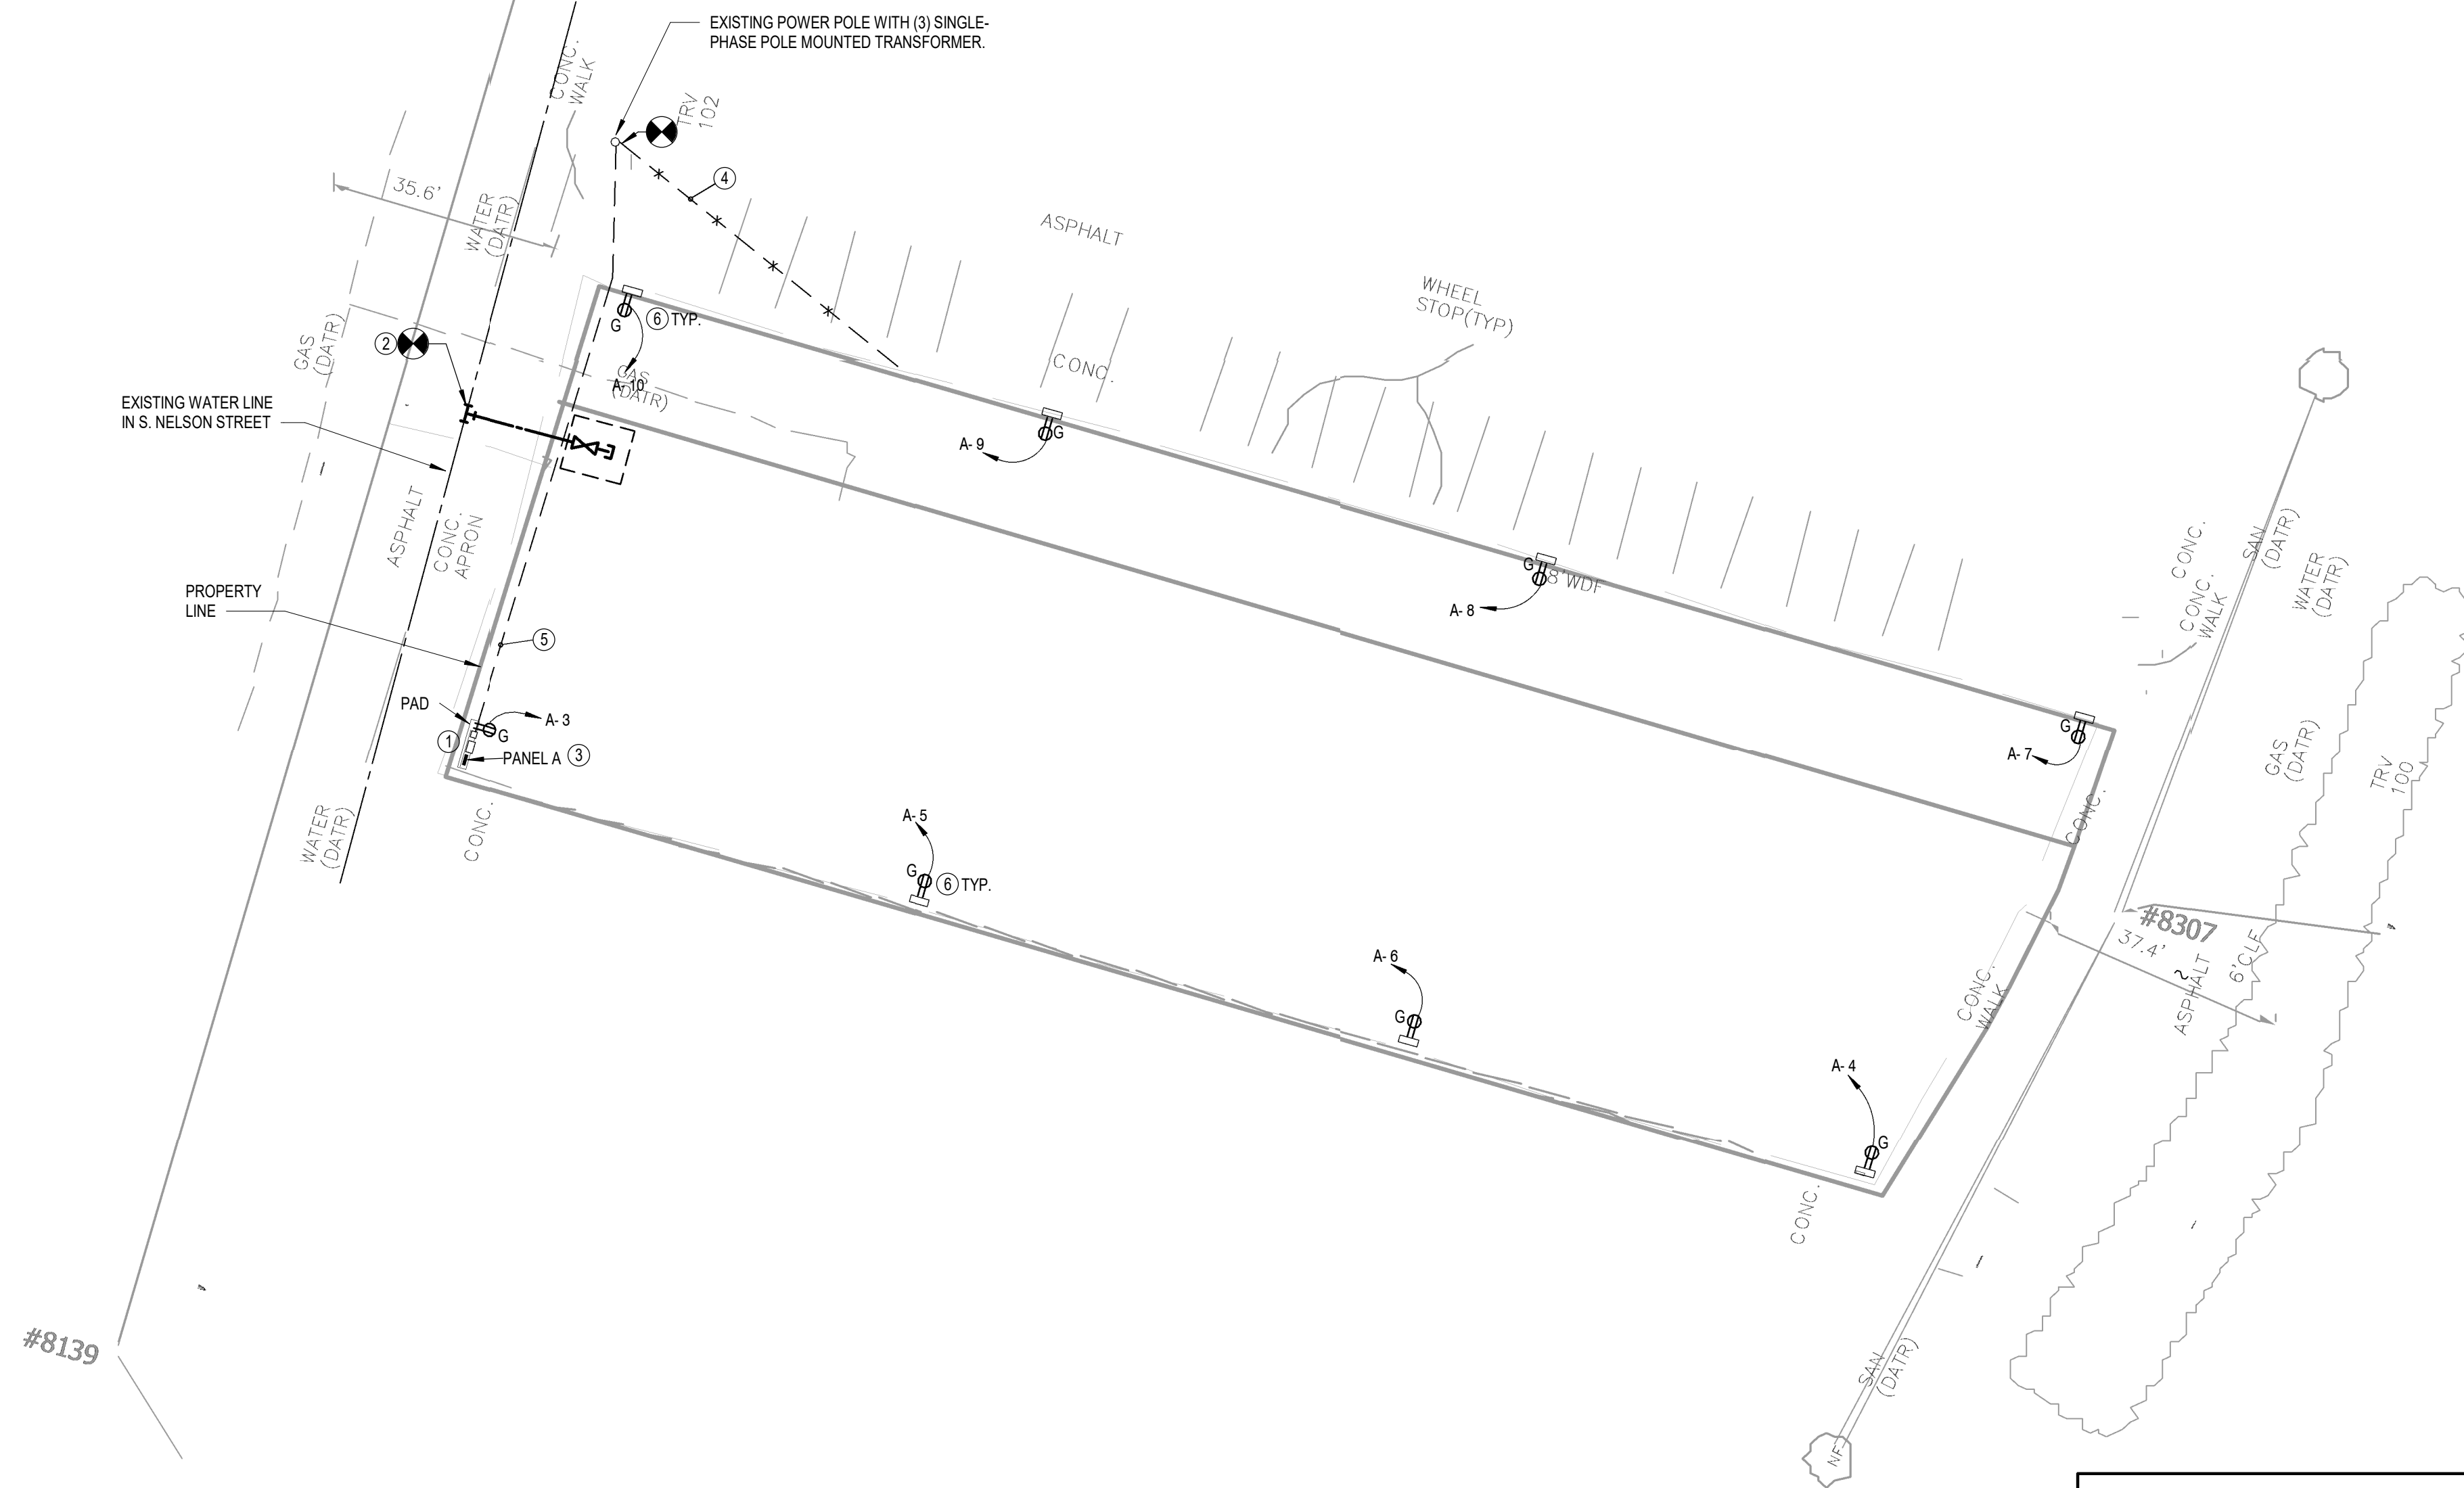 EXISTING POWER POLE WITH (3) SINGLE-
PHASE POLE MOUNTED TRANSFORMER.
CONC.
WALK
TRV
102
4
35.6'
WATER
(DATR)
ASPHALT
WHEEL
STOP(TYP)
GAS
(DATR)
2
G
6 TYP.
A- 10
GAS
(DATR)
CONC.
EXISTING WATER LINE
IN S. NELSON STREET
A- 9
G
ASPHALT
CONC.
APRON
G
8'WDF
A- 8
CONC.
SAN
(DATR)
CONC.
WALK
WATER
(DATR)
PROPERTY
LINE
5
PAD
A- 3
G
1
PANEL A 3
G
A- 7
GAS
(DATR)
TRV
100
WATER
(DATR)
CONC.
A- 5
G
6 TYP.
CONC.
#8307
37.4'
6'CLF
ASPHALT
A- 6
G
CONC.
WALK
A- 4
G
CONC.
#8139
SAN
(DATR)
NF